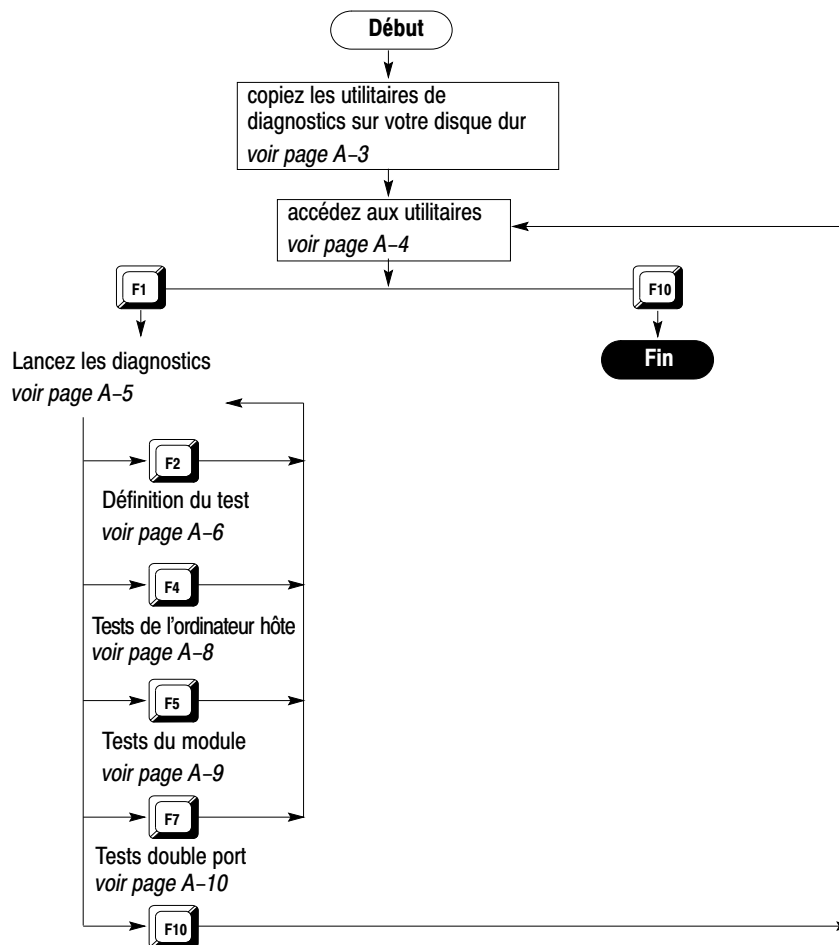 Début
copiez les utilitaires de
diagnostics sur votre disque dur
voir page A–3
accédez aux utilitaires
voir page A–4
F1
F10
Lancez les diagnostics
voir page A–5
Fin
F2
Définition du test
voir page A–6
F4
Tests de l'ordinateur hôte
voir page A–8
F5
Tests du module
voir page A–9
F7
Tests double port
voir page A–10
F10